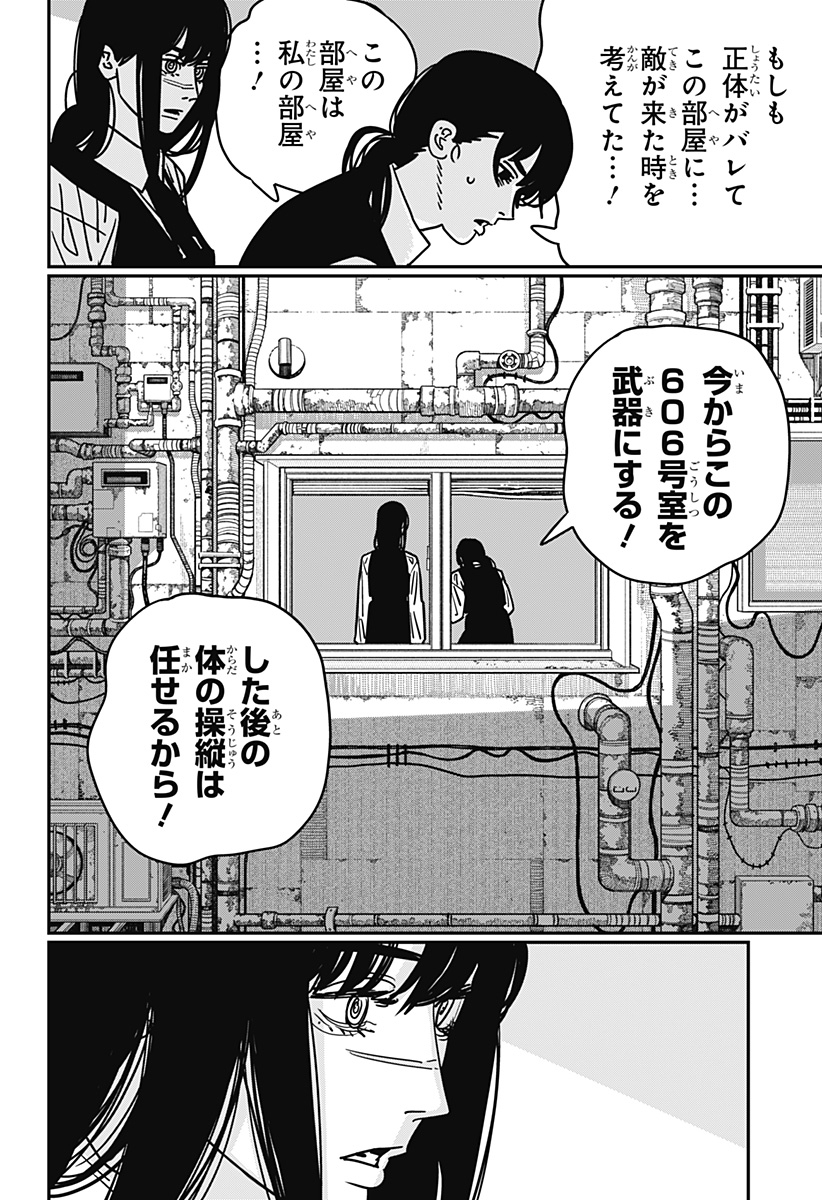 もしも
正体がバレて
この部屋に…
敵が来た時を
考えてた…！
この
部屋は
私の部屋
…！
今からこの
６０６号室を
武器にする！
した後の
体の操縦は
任せるから！